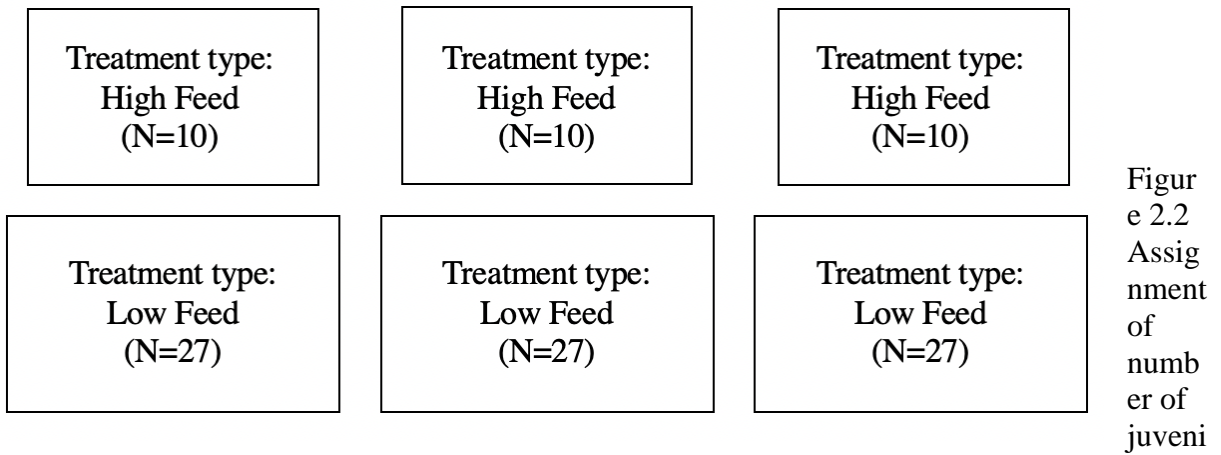 Treatment type:
High Feed
(N=10)
Treatment type:
High Feed
(N=10)
Treatment type:
High Feed
(N=10)
Treatment type:
Low Feed
(N=27)
Treatment type:
Low Feed
(N=27)
Treatment type:
Low Feed
(N=27)
Figur
e 2.2
Assig
nment
of
numb
er of
juveni